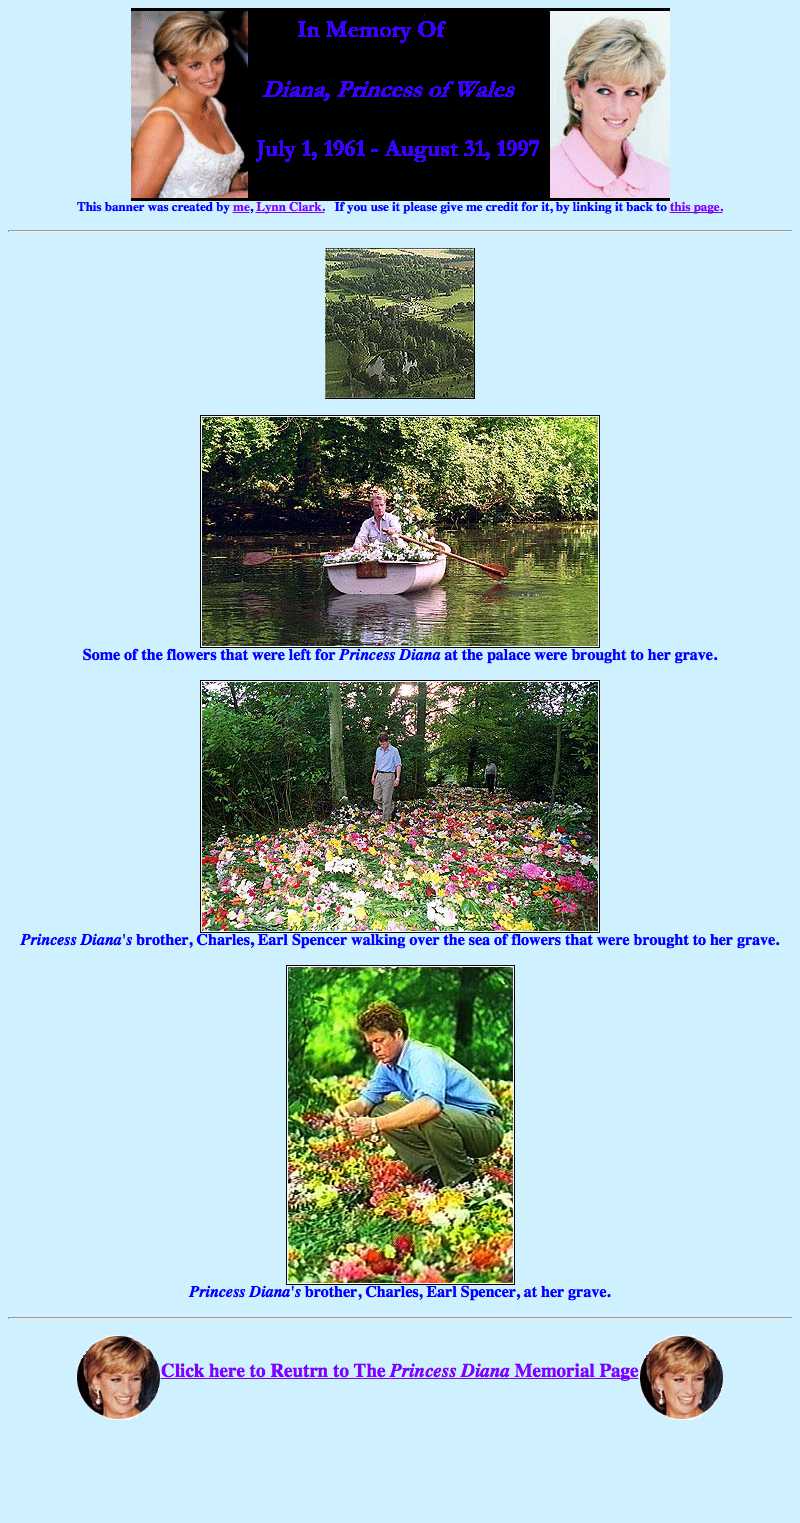 In Memory Of
Diana, Princess of Wales
July 1, 1961 - August 31, 1997
This banner was created by me, Lynn Clark.   If you use it please give me credit for it, by linking it back to this page.
Some of the flowers that were left for Princess Diana at the palace were brought to her grave.
Princess Diana's brother, Charles, Earl Spencer walking over the sea of flowers that were brought to her grave.
Princess Diana's brother, Charles, Earl Spencer, at her grave.
Click here to Reutrn to The Princess Diana Memorial Page